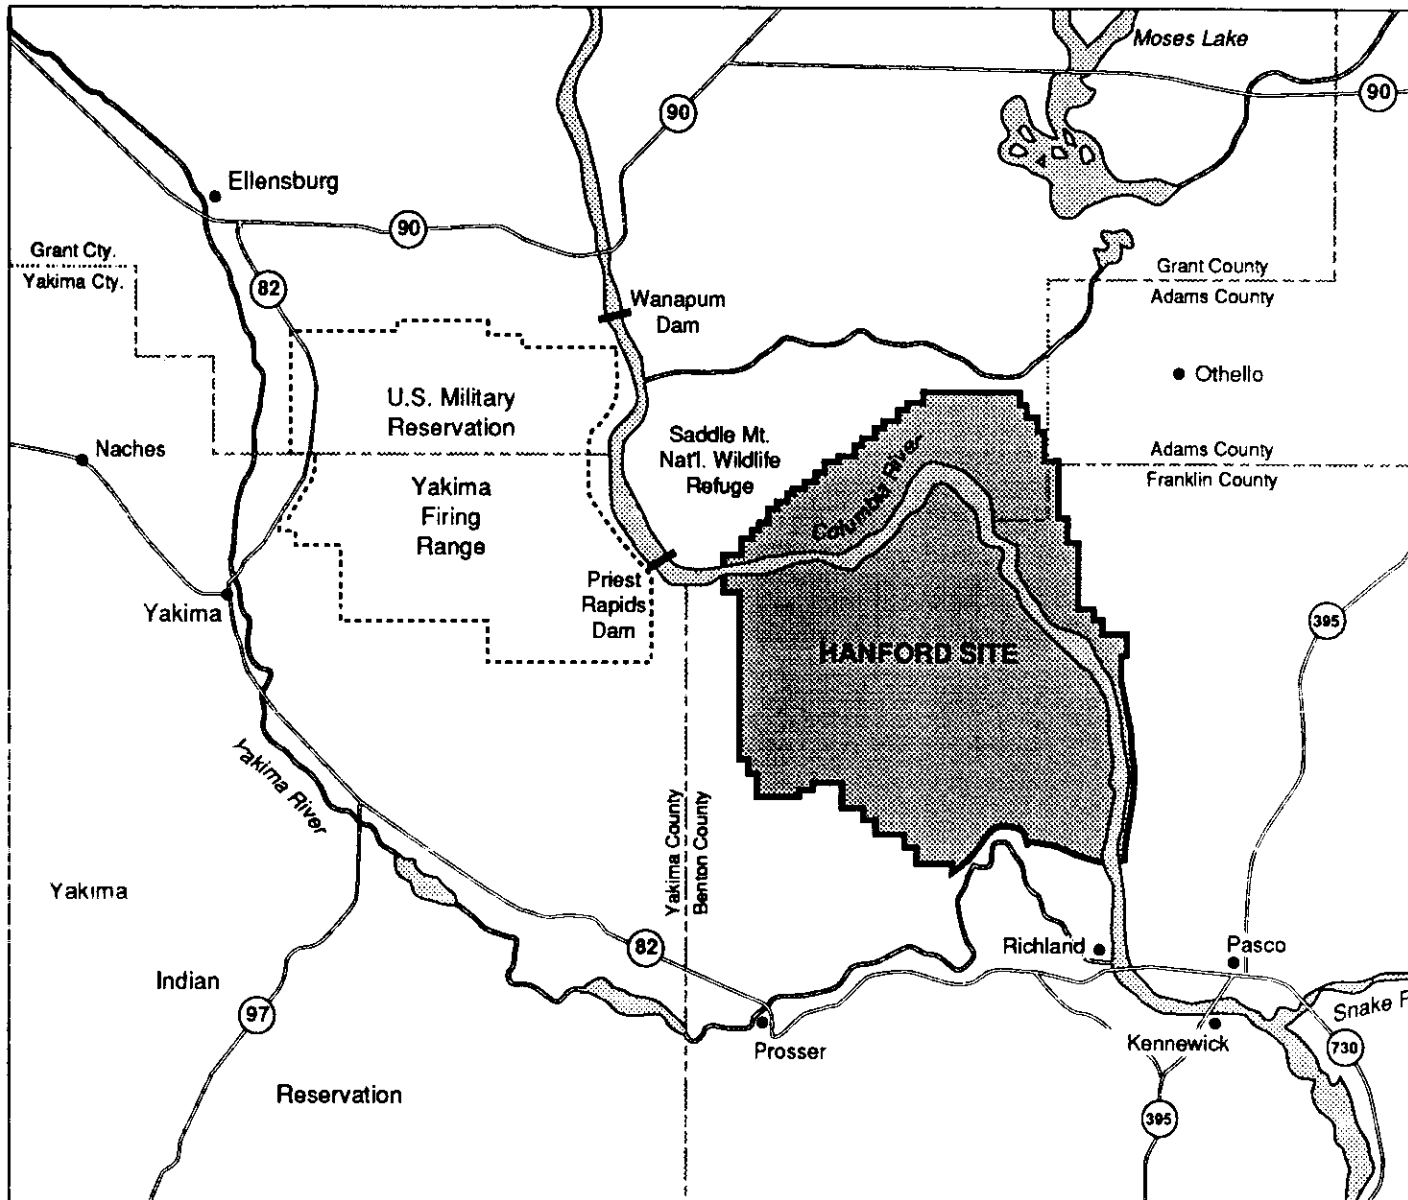 Moses Lake
90
90
Ellensburg
90
Grant Cty.
Yakima Cty.
82
Grant County
Adams County
Wanapum
Dam
Othello
U.S. Military
Reservation
Naches
Saddle Mt.
Nat'l. Wildlife
Refuge
Columbia River
Adams County
Franklin County
Yakima
Firing
Range
Priest
Rapids
Dam
Yakima
395
HANFORD SITE
Yakima River
Yakima County
Benton County
Yakima
82
Richland
Pasco
Indian
97
Snake R
Prosser
Kennewick
730
Reservation
395